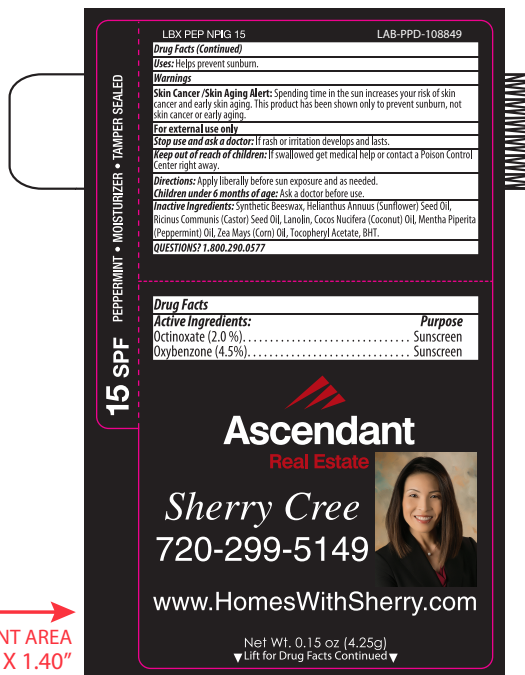 LBX PEP NPIG 15 LAB-PPD-108849
Drug Facts (Continued)
Uses: Helps prevent sunburn.
Warnings
Skin Cancer /Skin Aging Alert: Spending time in the sun increases your risk of skin
cancer and early skin aging. This product has been shown only to prevent sunburn, not
skin cancer or early aging.
For external use only
Stop use and ask a doctor: If rash or irritation develops and lasts.
Keep out of reach of children: If swallowed get medical help or contact a Poison Control
Center right away.
Directions: Apply liberally before sun exposure and as needed.
Children under 6 months of age: Ask a doctor before use.
Inactive Ingredients: Synthetic Beeswax, Helianthus Annuus (Sunflower) Seed Oil,
Ricinus Communis (Castor) Seed Oil, Lanolin, Cocos Nucifera (Coconut) Oil, Mentha Piperita
(Peppermint) Oil, Zea Mays (Corn) Oil, Tocopheryl Acetate, BHT.
QUESTIONS? 1.800.290.0577
15 SPF PEPPERMINT • MOISTURIZER • TAMPER SEALED
Drug Facts
Active Ingredients: Purpose
Octinoxate (2.0 %).............................. Sunscreen
Oxybenzone (4.5%).............................. Sunscreen
Ascendant
Real Estate
Sherry Cree
720-299-5149
www.HomesWithSherry.com
Net Wt. 0.15 oz (4.25g)
▼Lift for Drug Facts Continued▼
NT AREA
X 1.40”